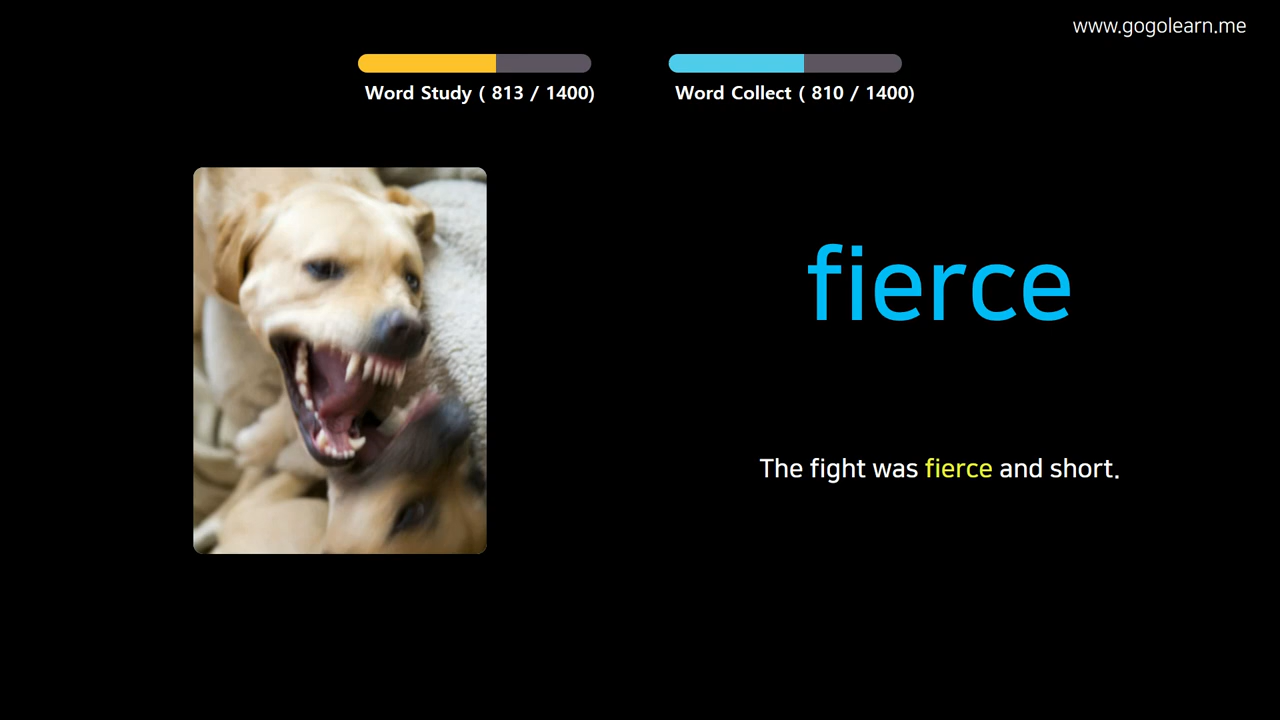 www.gogolearn.me
Word Study ( 813 / 1400)
Word Collect ( 810 / 1400)
fierce
The fight was fierce and short.